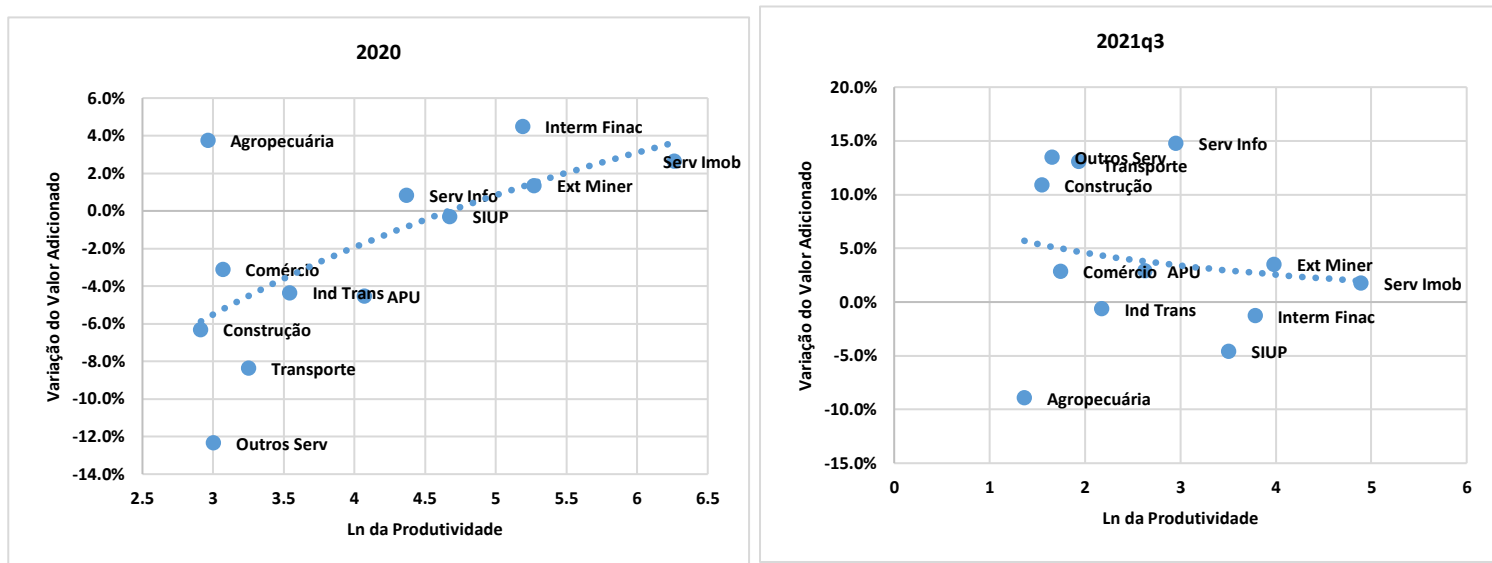 2020
6.0%
4.0%
2.0%
0.0%
-2.0%
-4.0%
-6.0%
-8.0%
-10.0%
-12.0%
-14.0%
Variação do Valor Adicionado
Agropecuária
Interm Finac
Serv Imob
Ext Miner
Serv Info
SIUP
Comércio
Ind Trans
APU
Construção
Transporte
Outros Serv
2.5 3 3.5 4 4.5 5 5.5 6 6.5
Ln da Produtividade
2021q3
20.0%
15.0%
10.0%
5.0%
0.0%
-5.0%
-10.0%
-15.0%
Variação do Valor Adicionado
Serv Info
Outros Serv
Transporte
Construção
Comércio
APU
Ext Miner
Serv Imob
Ind Trans
Interm Finac
SIUP
Agropecuária
0 1 2 3 4 5 6
Ln da Produtividade